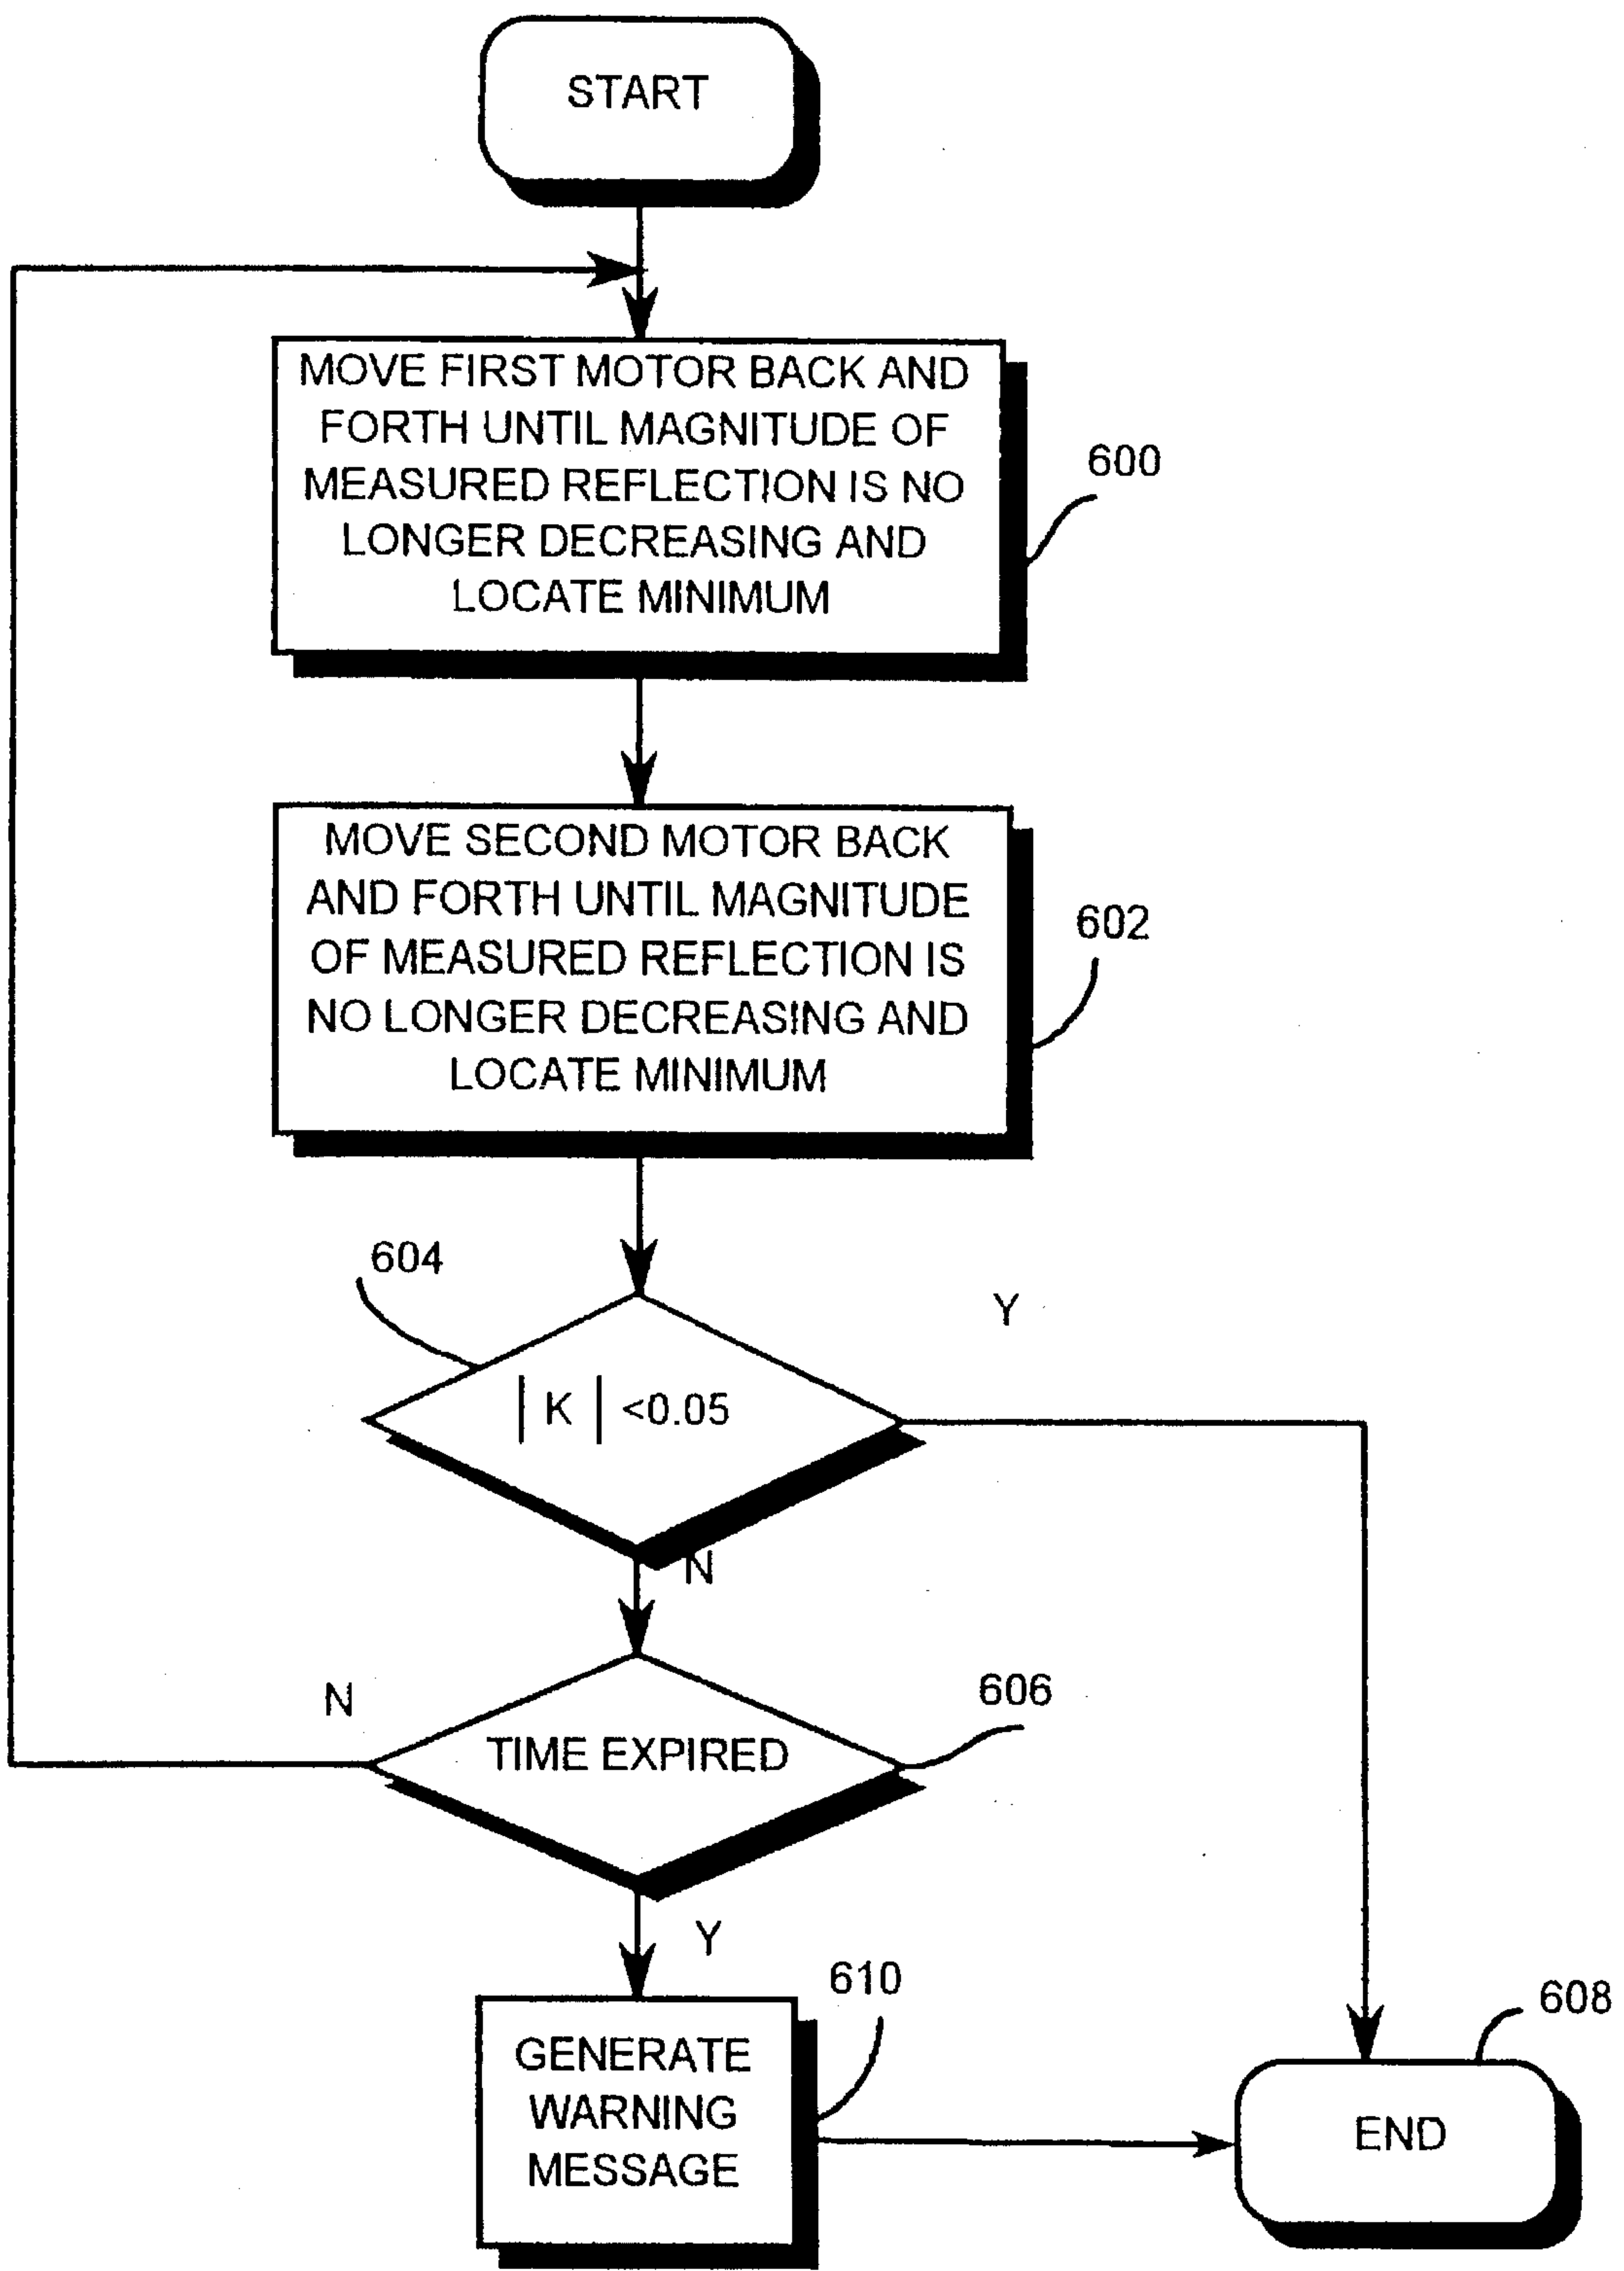 START
MOVE FIRST MOTOR BACK AND
FORTH UNTIL MAGNITUDE OF
MEASURED REFLECTION IS NO
LONGER DECREASING AND
LOCATE MINIMUM
600
MOVE SECOND MOTOR BACK
AND FORTH UNTIL MAGNITUDE
OF MEASURED REFLECTION IS
NO LONGER DECREASING AND
LOCATE MINIMUM
602
604
Y
| K | <0.05
N
N
606
TIME EXPIRED
Y
610
608
GENERATE
WARNING
MESSAGE
END